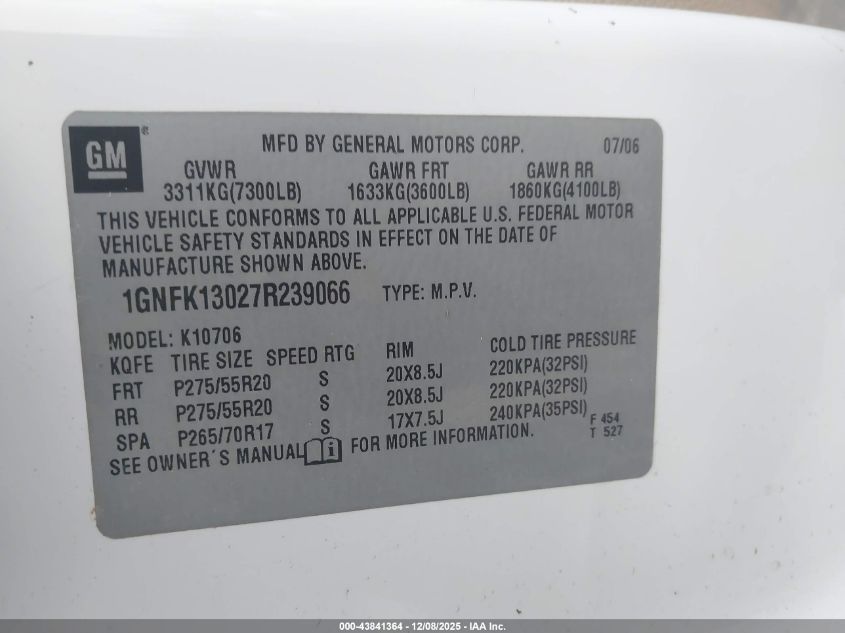 GM ® MFD BY GENERAL MOTORS CORP. 07/06
GVWR GAWR FRT GAWR RR
3311KG(7300LB) 1633KG(3600LB) 1860KG(4100LB)
THIS VEHICLE CONFORMS TO ALL APPLICABLE U.S. FEDERAL MOTOR
VEHICLE SAFETY STANDARDS IN EFFECT ON THE DATE OF
MANUFACTURE SHOWN ABOVE.
1GNFK13027R239066 TYPE: M.P.V.
MODEL: K10706
KQFE TIRE SIZE SPEED RTG RIM COLD TIRE PRESSURE
FRT P275/55R20 S 20X8.5J 220KPA(32PSI)
RR P275/55R20 S 20X8.5J 220KPA(32PSI)
SPA P265/70R17 S 17X7.5J 240KPA(35PSI) F 454
T 527
SEE OWNER'S MANUAL i FOR MORE INFORMATION.
000-43841364 | 12/08/2025 | IAA Inc.